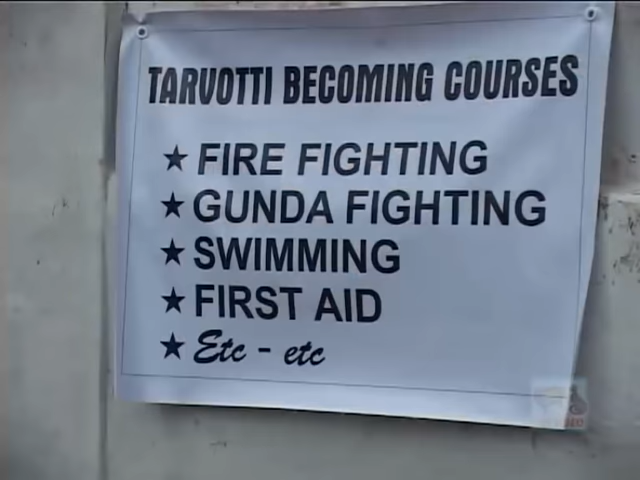 TARVOTTI BECOMING COURSES
★ FIRE FIGHTING
★ GUNDA FIGHTING
★ SWIMMING
★ FIRST AID
★ Etc - etc